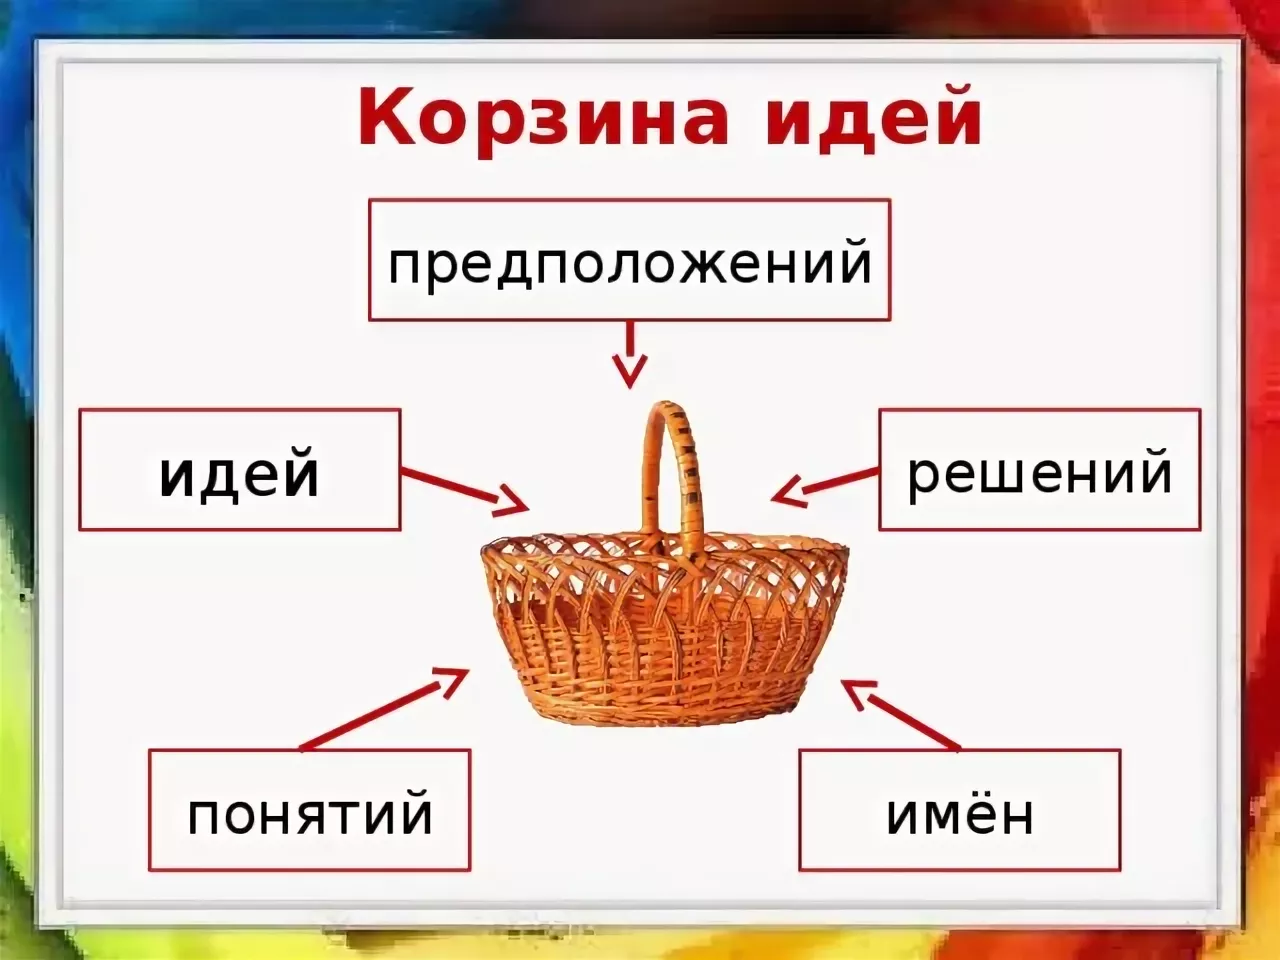 Корзина идей
предположений
идей
решений
понятий
имён